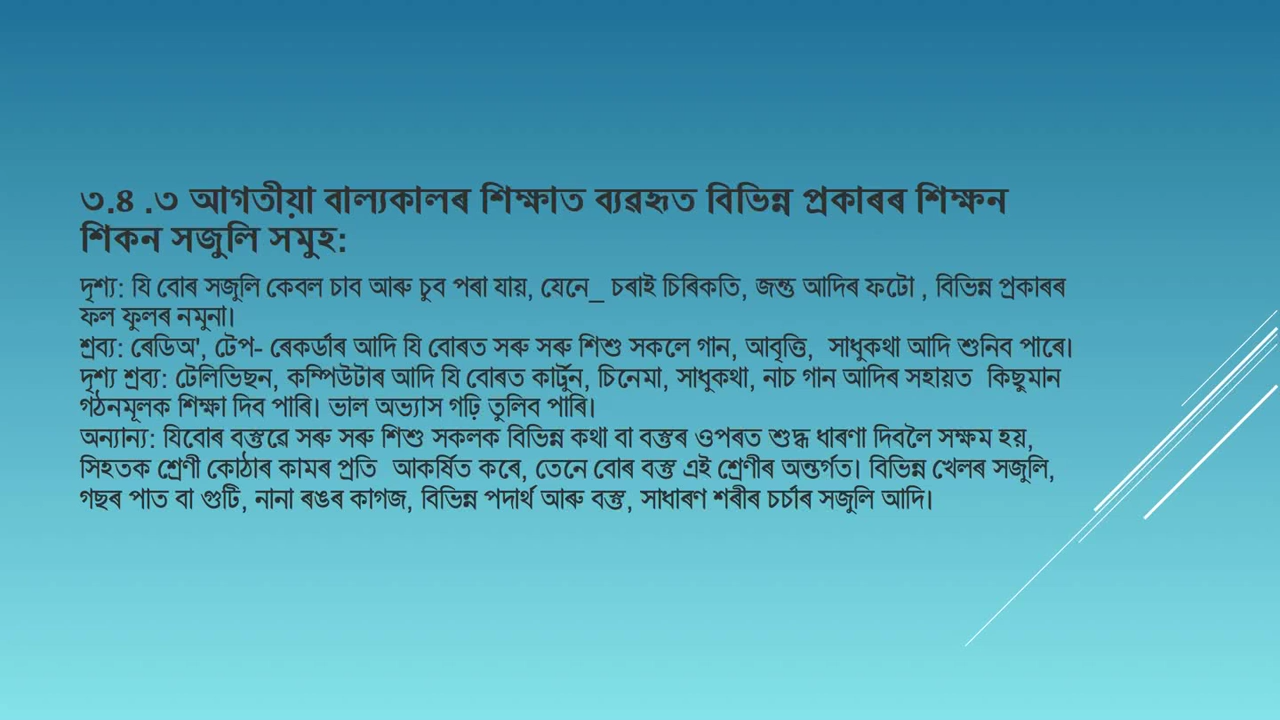 ৩.৪ .৩ আগতীয়া বাল্যকালৰ শিক্ষাত ব্যৱহৃত বিভিন্ন প্ৰকাৰৰ শিক্ষন
শিকন সজুলি সমুহ:
দৃশ্য: যি বোৰ সজুলি কেবল চাব আৰু চুব পৰা যায়, যেনে_ চৰাই চিৰিকতি, জন্তু আদিৰ ফটো , বিভিন্ন প্ৰকাৰৰ
ফল ফুলৰ নমুনা।
শ্ৰব্য: ৰেডিঅ', টেপ- ৰেকৰ্ডাৰ আদি যি বোৰত সৰু সৰু শিশু সকলে গান, আবৃত্তি, সাধুকথা আদি শুনিব পাৰে।
দৃশ্য শ্ৰব্য: টেলিভিছন, কম্পিউটাৰ আদি যি বোৰত কাৰ্টুন, চিনেমা, সাধুকথা, নাচ গান আদিৰ সহায়ত কিছুমান
গঠনমূলক শিক্ষা দিব পাৰি। ভাল অভ্যাস গঢ়ি তুলিব পাৰি।
অন্যান্য: যিবোৰ বস্তুৱে সৰু সৰু শিশু সকলক বিভিন্ন কথা বা বস্তুৰ ওপৰত শুদ্ধ ধাৰণা দিবলৈ সক্ষম হয়,
সিহতক শ্ৰেণী কোঠাৰ কামৰ প্ৰতি আকৰ্ষিত কৰে, তেনে বোৰ বস্তু এই শ্ৰেণীৰ অন্তৰ্গত। বিভিন্ন খেলৰ সজুলি,
গছৰ পাত বা গুটি, নানা ৰঙৰ কাগজ, বিভিন্ন পদাৰ্থ আৰু বস্তু, সাধাৰণ শৰীৰ চৰ্চাৰ সজুলি আদি।